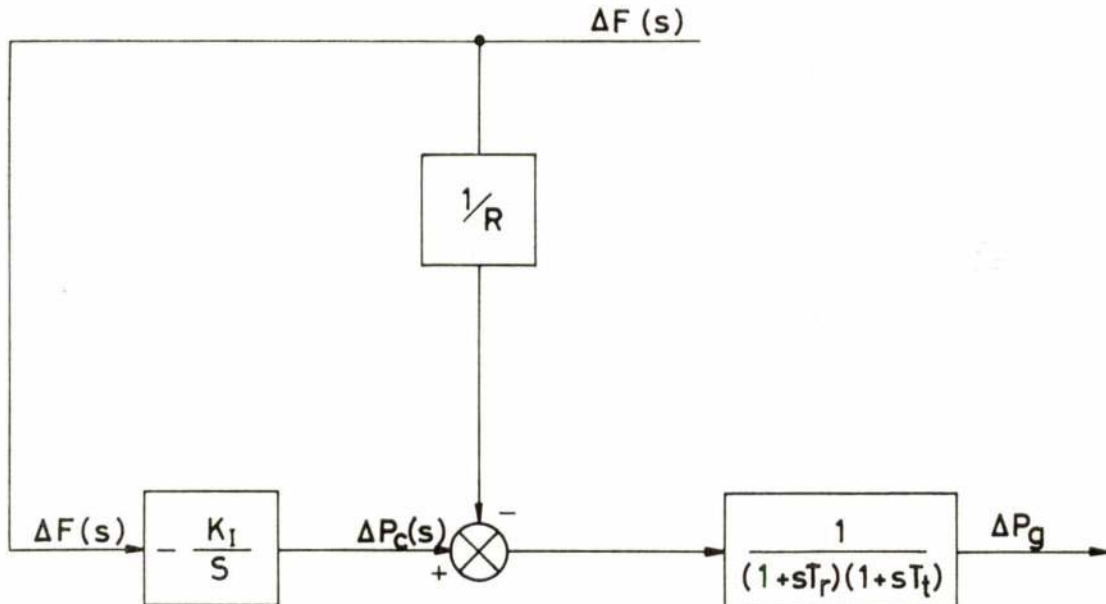 ΔF (s)
1/R
-
ΔF (s)
- K_I / S
ΔP_c(s)
+
1 / (1 + sT_r)(1 + sT_t)
ΔP_g